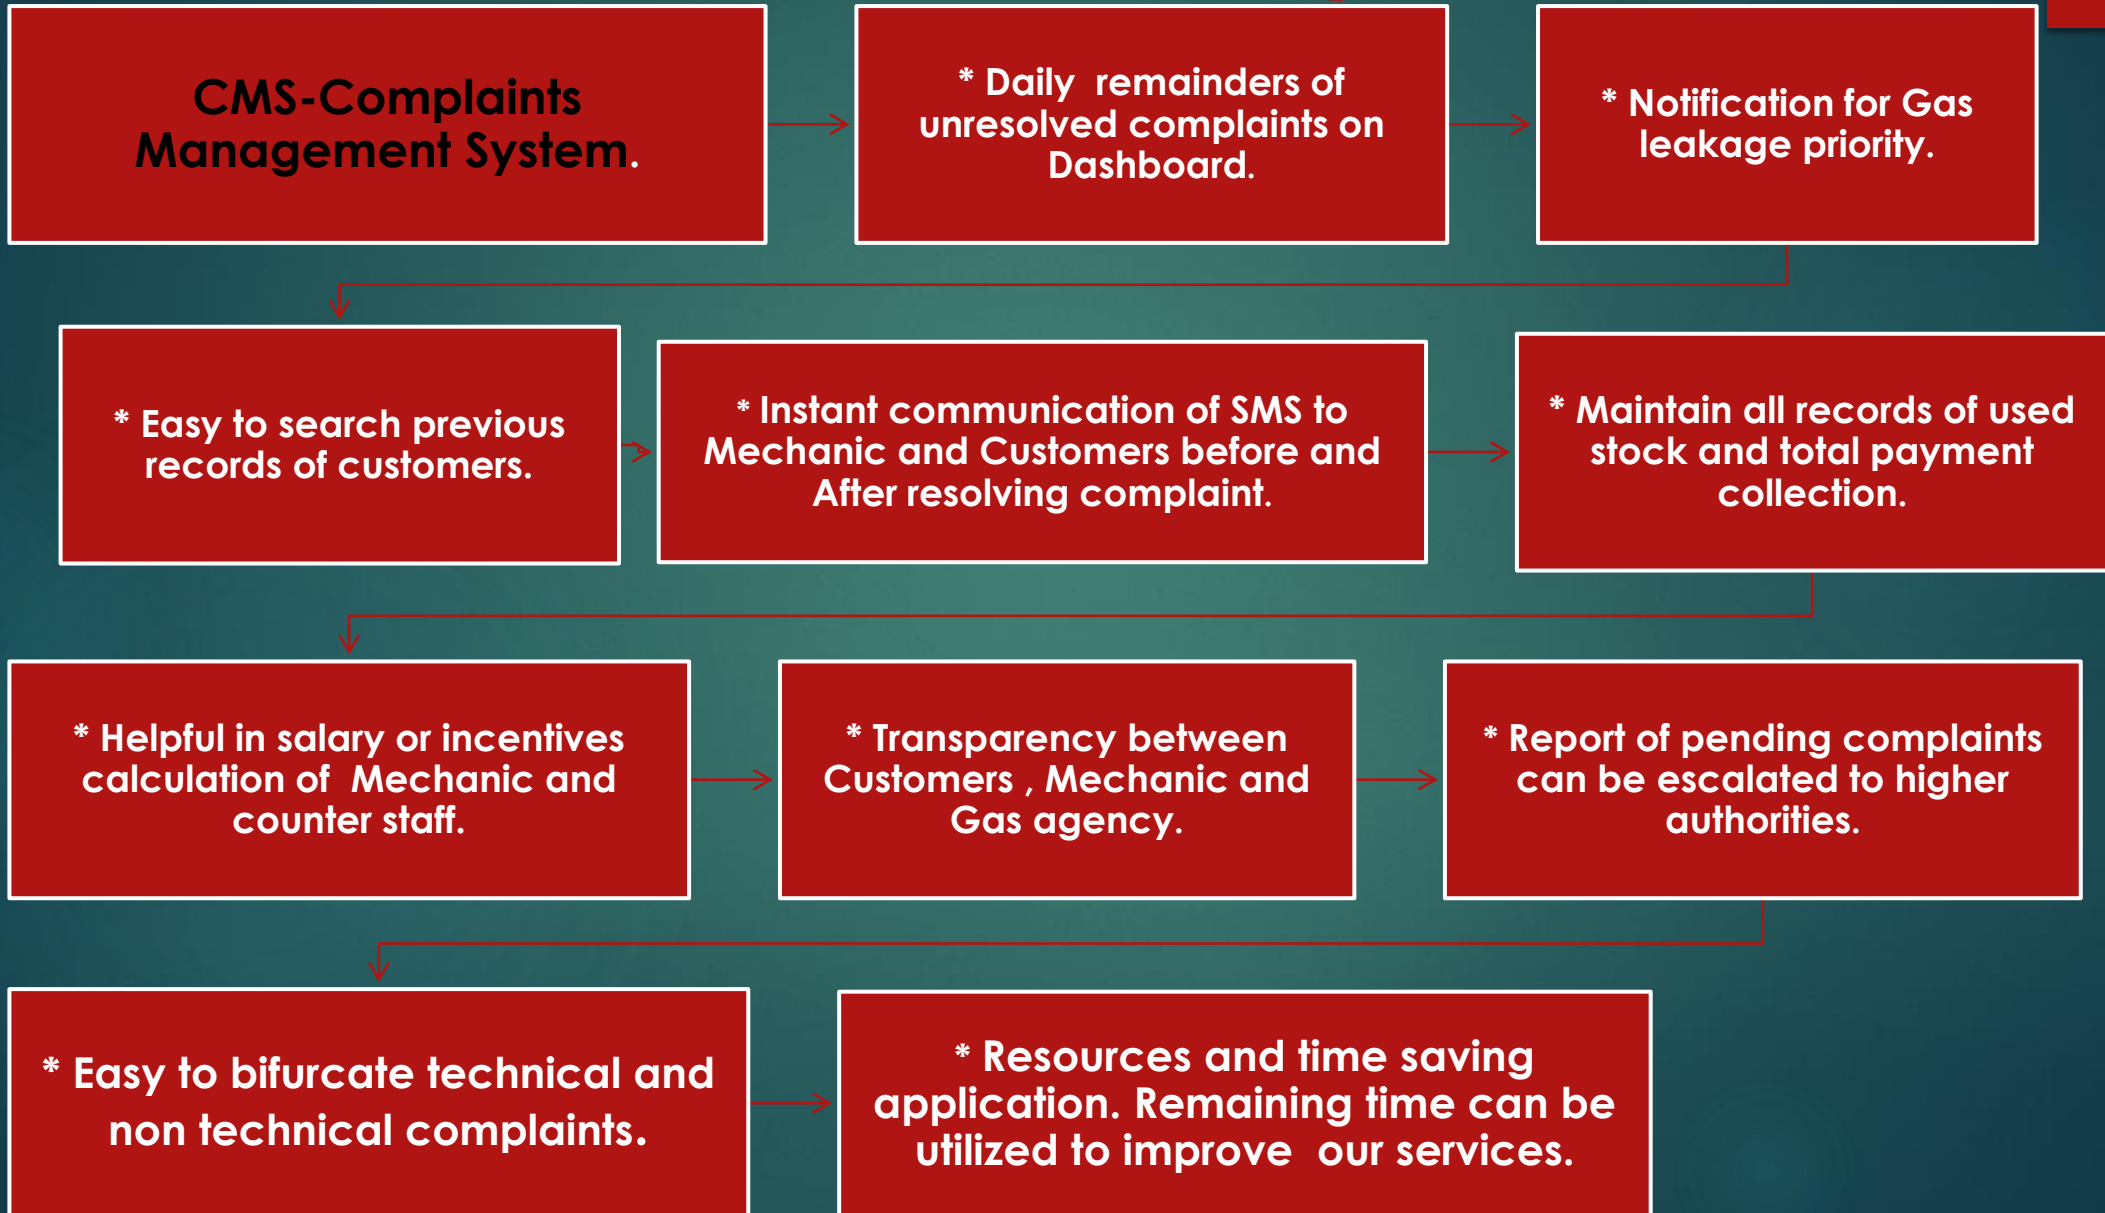 CMS-Complaints
Management System.
* Daily  remainders of
unresolved complaints on
Dashboard.
* Notification for Gas
leakage priority.
* Easy to search previous
records of customers.
* Instant communication of SMS to
Mechanic and Customers before and
After resolving complaint.
* Maintain all records of used
stock and total payment
collection.
* Helpful in salary or incentives
calculation of  Mechanic and
counter staff.
* Transparency between
Customers , Mechanic and
Gas agency.
* Report of pending complaints
can be escalated to higher
authorities.
* Easy to bifurcate technical and
non technical complaints.
* Resources and time saving
application. Remaining time can be
utilized to improve  our services.